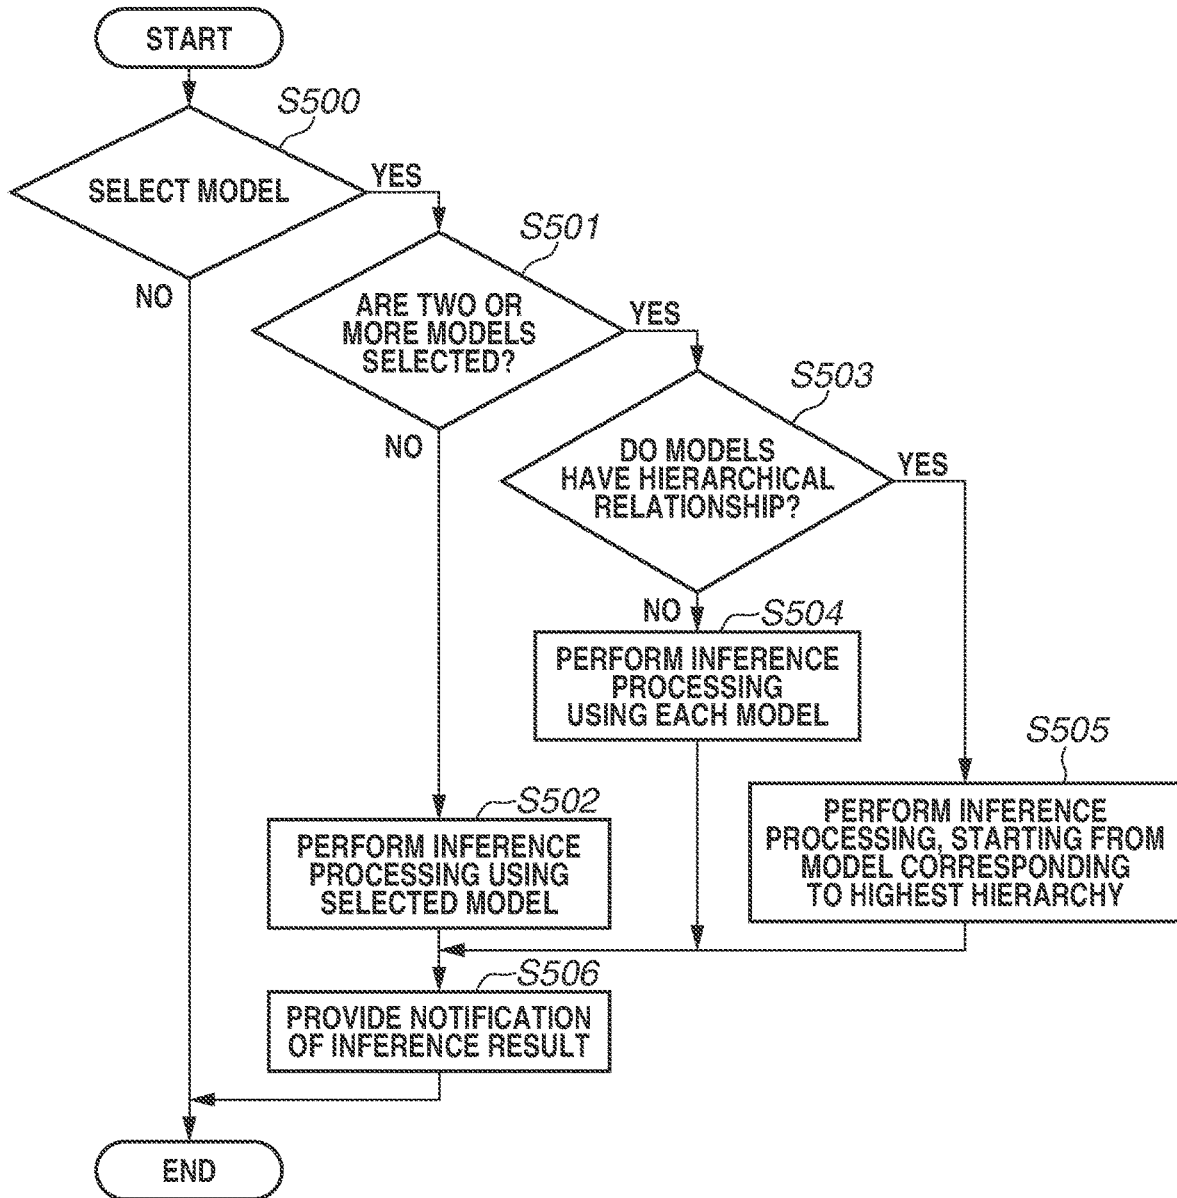 START
S500
SELECT MODEL
YES
NO
S501
ARE TWO OR
MORE MODELS
SELECTED?
YES
NO
S503
DO MODELS
HAVE HIERARCHICAL
RELATIONSHIP?
YES
NO
S504
PERFORM INFERENCE
PROCESSING
USING EACH MODEL
S505
PERFORM INFERENCE
PROCESSING, STARTING FROM
MODEL CORRESPONDING
TO HIGHEST HIERARCHY
S502
PERFORM INFERENCE
PROCESSING USING
SELECTED MODEL
S506
PROVIDE NOTIFICATION
OF INFERENCE RESULT
END